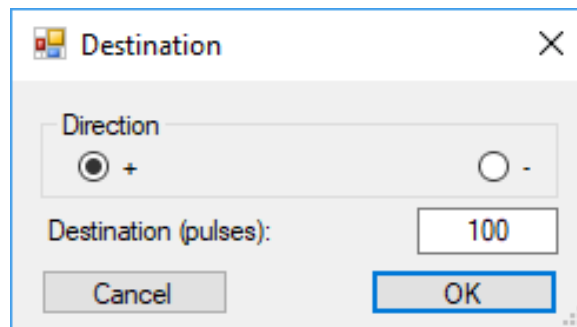 Destination
Direction
+ -
Destination (pulses): 100
Cancel OK